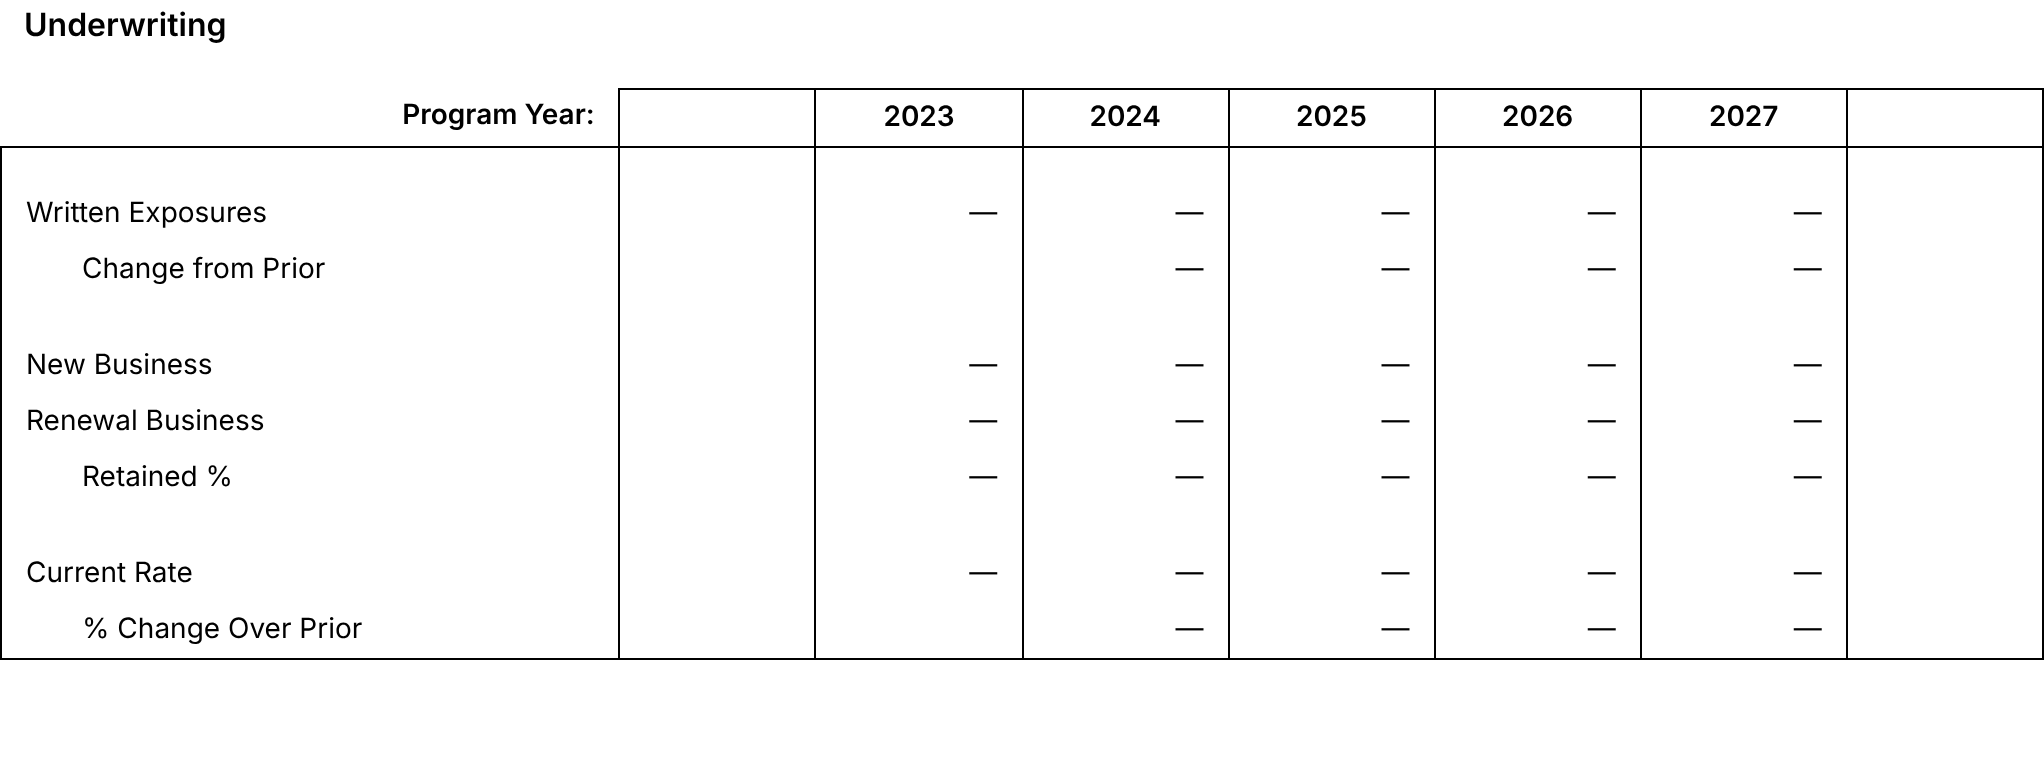 Underwriting
Program Year: 2023 2024 2025 2026 2027
Written Exposures — — — — —
Change from Prior — — — —
New Business — — — — —
Renewal Business — — — — —
Retained % — — — — —
Current Rate — — — — —
% Change Over Prior — — — —